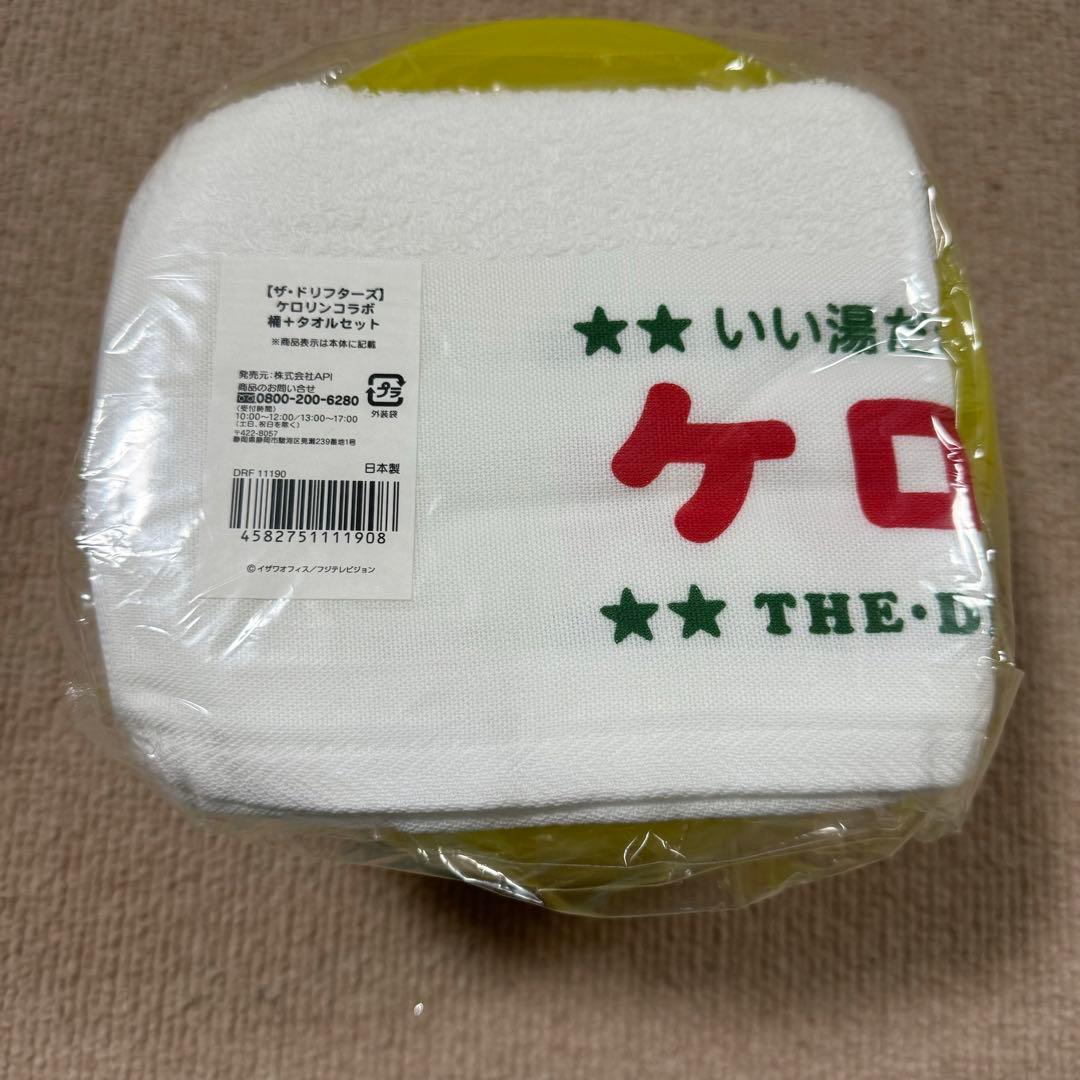 【ザ・ドリフターズ】
ケロリンコラボ
桶＋タオルセット
※商品表示は本体に記載
発売元：株式会社API
商品のお問い合せ
0800-200-6280
(受付時間)
10:00～12:00/13:00～17:00
(土日、祝日を除く)
〒422-8057
静岡県静岡市駿河区見瀬239番地1号
プラ
外装袋
DRF 11190
日本製
4582751111908
©イザワオフィス/フジテレビジョン
★★いい湯だ
ケロ
★★THE・D